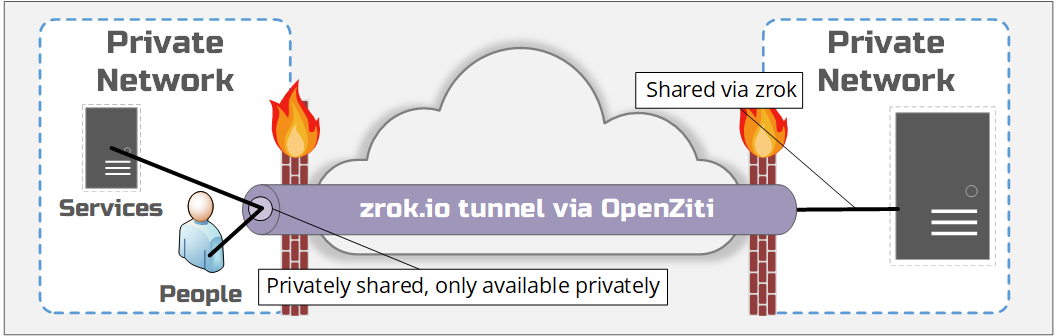 Private
Network
Private
Network
Shared via zrok
zrok.io tunnel via OpenZiti
Services
People
Privately shared, only available privately